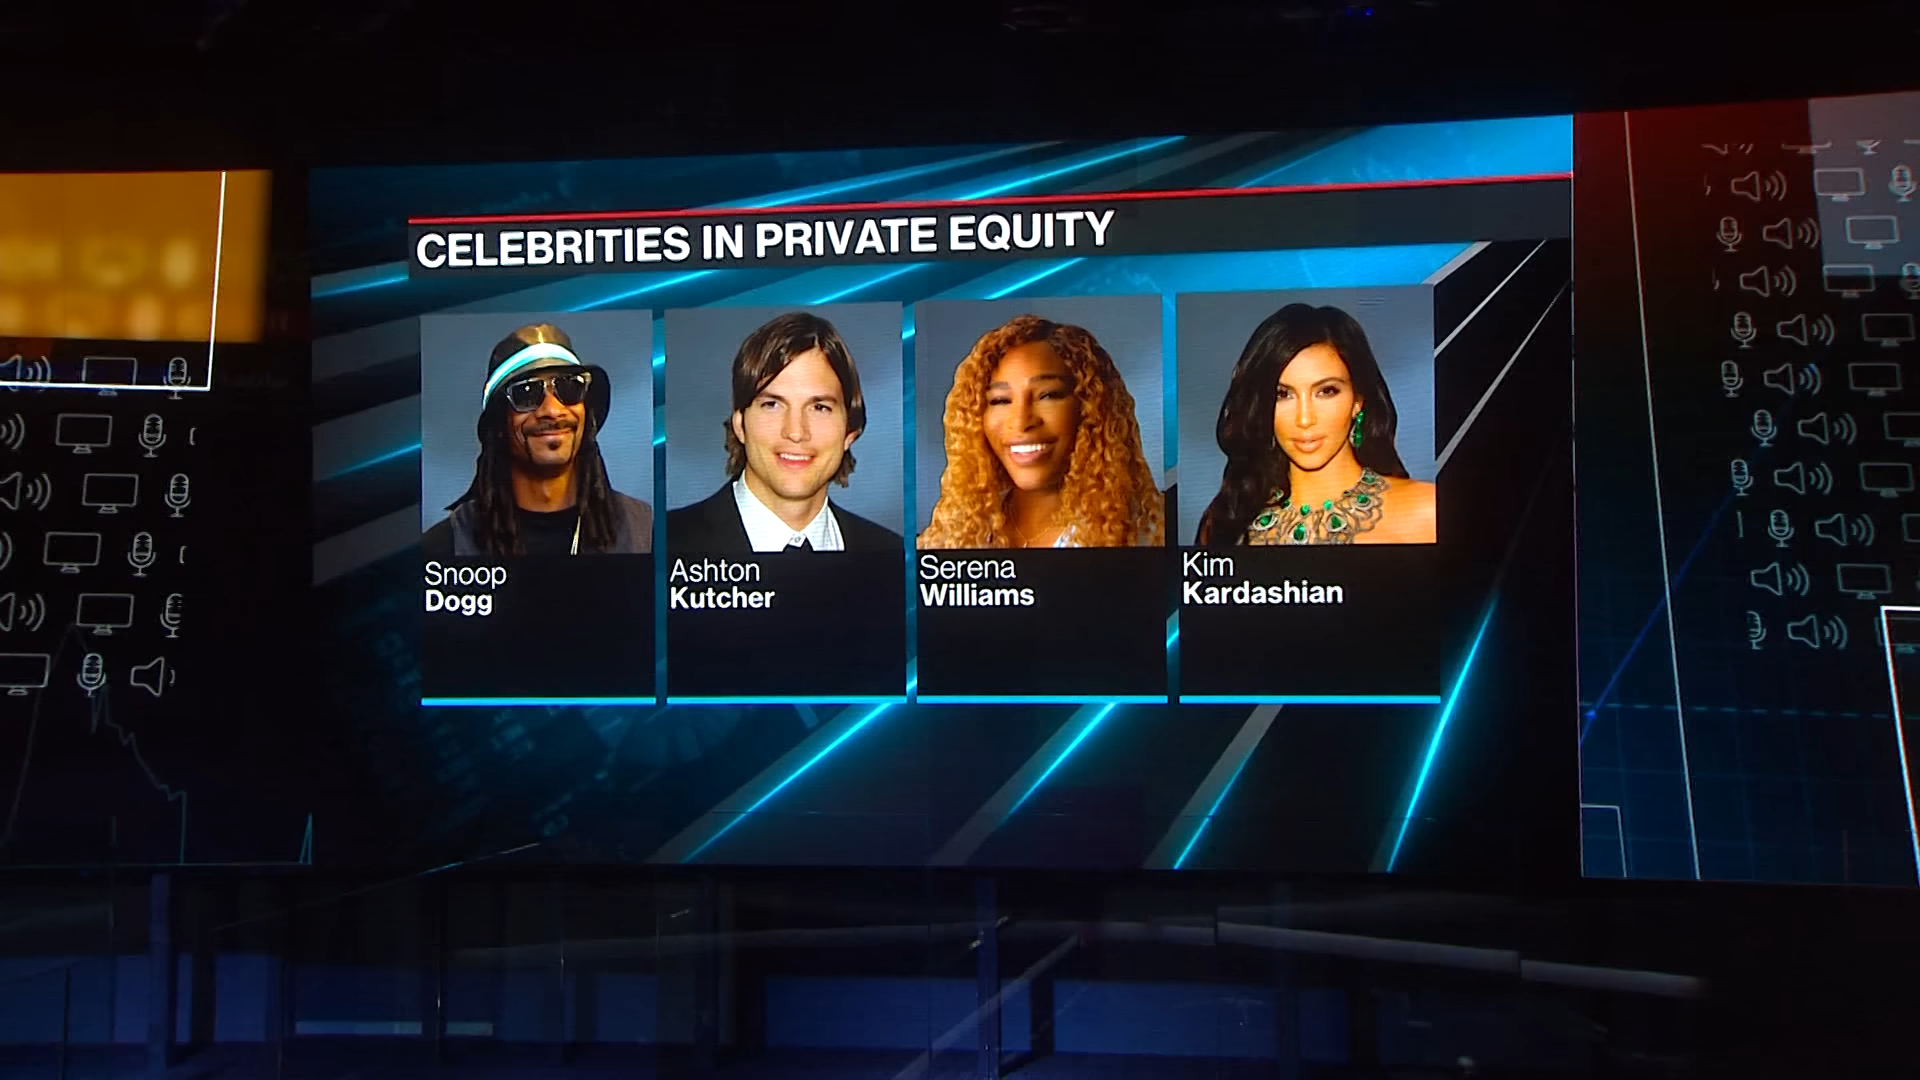 CELEBRITIES IN PRIVATE EQUITY
Snoop
Dogg
Ashton
Kutcher
Serena
Williams
Kim
Kardashian